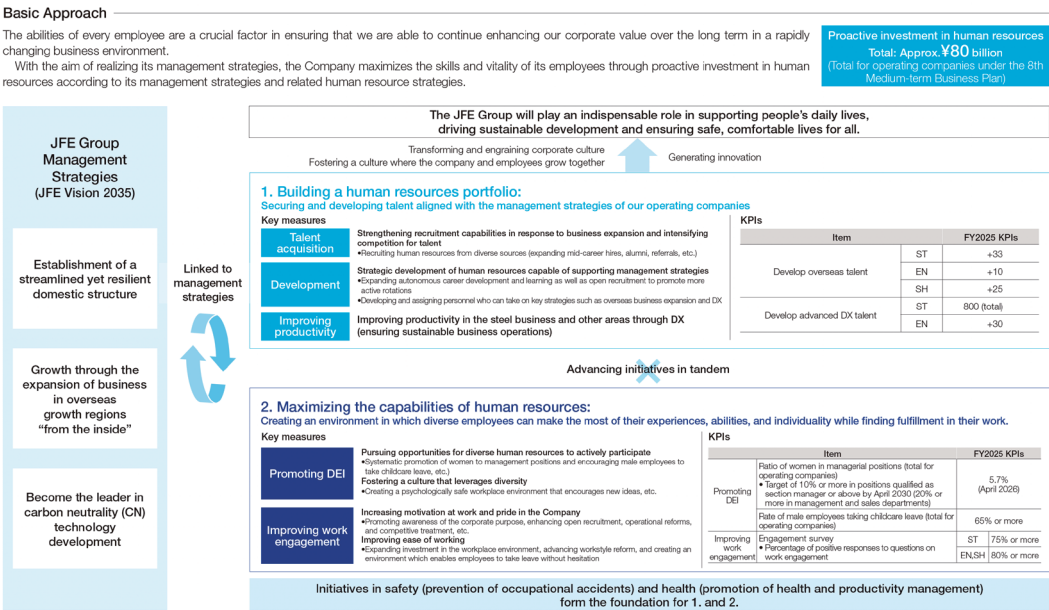 Basic Approach
The abilities of every employee are a crucial factor in ensuring that we are able to continue enhancing our corporate value over the long term in a rapidly
changing business environment.
With the aim of realizing its management strategies, the Company maximizes the skills and vitality of its employees through proactive investment in human
resources according to its management strategies and related human resource strategies.
Proactive investment in human resources
Total: Approx.¥80 billion
(Total for operating companies under the 8th
Medium-term Business Plan)
JFE Group
Management
Strategies
(JFE Vision 2035)
Establishment of a
streamlined yet resilient
domestic structure
Growth through the
expansion of business
in overseas
growth regions
“from the inside”
Become the leader in
carbon neutrality (CN)
technology
development
Linked to
management
strategies
The JFE Group will play an indispensable role in supporting people’s daily lives,
driving sustainable development and ensuring safe, comfortable lives for all.
Transforming and engraining corporate culture
Fostering a culture where the company and employees grow together
Generating innovation
1. Building a human resources portfolio:
Securing and developing talent aligned with the management strategies of our operating companies
Key measures
Talent
acquisition
Strengthening recruitment capabilities in response to business expansion and intensifying
competition for talent
•Recruiting human resources from diverse sources (expanding mid-career hires, alumni, referrals, etc.)
Development
Strategic development of human resources capable of supporting management strategies
•Expanding autonomous career development and learning as well as open recruitment to promote more
active rotations
•Developing and assigning personnel who can take on key strategies such as overseas business expansion and DX
Improving
productivity
Improving productivity in the steel business and other areas through DX
(ensuring sustainable business operations)
KPIs
Item FY2025 KPIs
Develop overseas talent
ST +33
EN +10
SH +25
Develop advanced DX talent
ST 800 (total)
EN +30
Advancing initiatives in tandem
2. Maximizing the capabilities of human resources:
Creating an environment in which diverse employees can make the most of their experiences, abilities, and individuality while finding fulfillment in their work.
Key measures
Promoting DEI
Pursuing opportunities for diverse human resources to actively participate
•Systematic promotion of women to management positions and encouraging male employees to
take childcare leave, etc.)
Fostering a culture that leverages diversity
•Creating a psychologically safe workplace environment that encourages new ideas, etc.
Improving work
engagement
Increasing motivation at work and pride in the Company
•Promoting awareness of the corporate purpose, enhancing open recruitment, operational reforms,
and competitive treatment, etc.
Improving ease of working
•Expanding investment in the workplace environment, advancing workstyle reform, and creating an
environment which enables employees to take leave without hesitation
KPIs
Item FY2025 KPIs
Promoting
DEI
Ratio of women in managerial positions (total for
operating companies)
• Target of 10% or more in positions qualified as
section manager or above by April 2030 (20% or
more in management and sales departments)
5.7%
(April 2026)
Rate of male employees taking childcare leave (total for
operating companies)
65% or more
Improving
work
engagement
Engagement survey
• Percentage of positive responses to questions on
work engagement
ST 75% or more
EN,SH 80% or more
Initiatives in safety (prevention of occupational accidents) and health (promotion of health and productivity management)
form the foundation for 1. and 2.